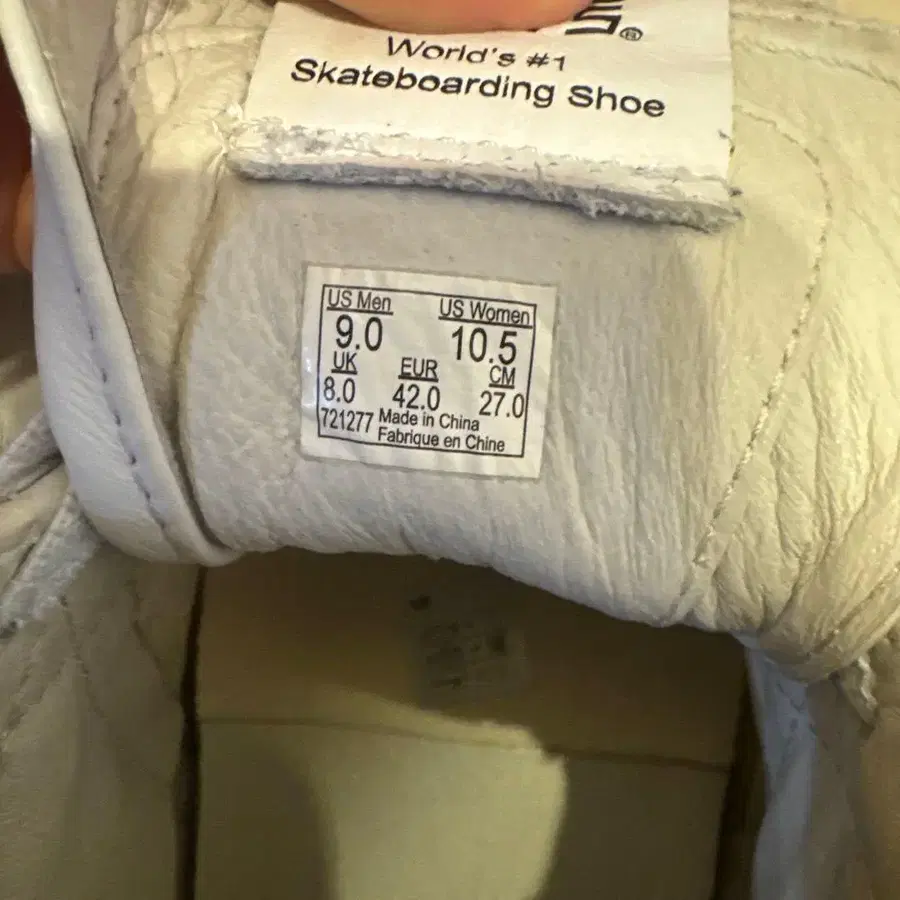 ®
World's #1
Skateboarding Shoe
US Men US Women
9.0 10.5
UK EUR CM
8.0 42.0 27.0
721277 Made in China
Fabrique en Chine